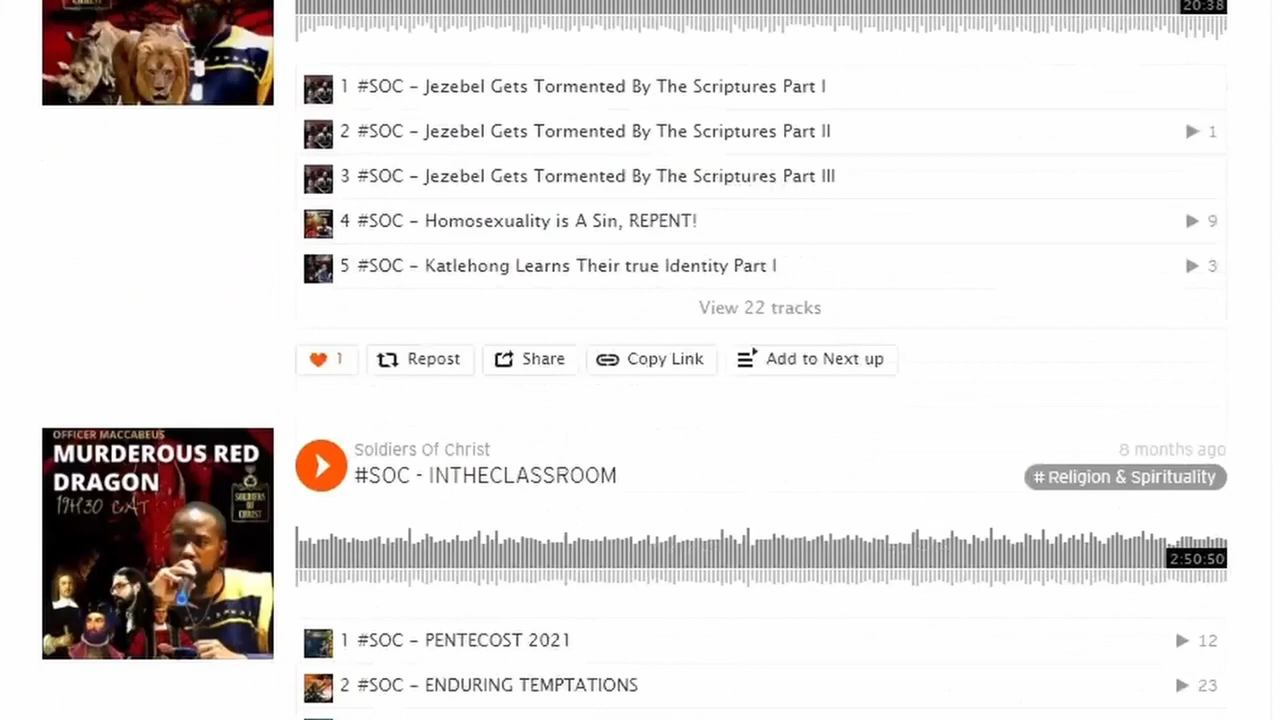 20:38
1 #SOC – Jezebel Gets Tormented By The Scriptures Part I
2 #SOC – Jezebel Gets Tormented By The Scriptures Part II
1
3 #SOC – Jezebel Gets Tormented By The Scriptures Part III
4 #SOC – Homosexuality is A Sin, REPENT!
9
5 #SOC – Katlehong Learns Their true Identity Part I
3
View 22 tracks
1
Repost
Share
Copy Link
Add to Next up
OFFICER MACCABEUS
MURDEROUS RED
DRAGON
19H30 CAT
SOLDIERS
OF
CHRIST
Soldiers Of Christ
8 months ago
#SOC - INTHECLASSROOM
# Religion & Spirituality
2:50:50
1 #SOC – PENTECOST 2021
12
2 #SOC – ENDURING TEMPTATIONS
23